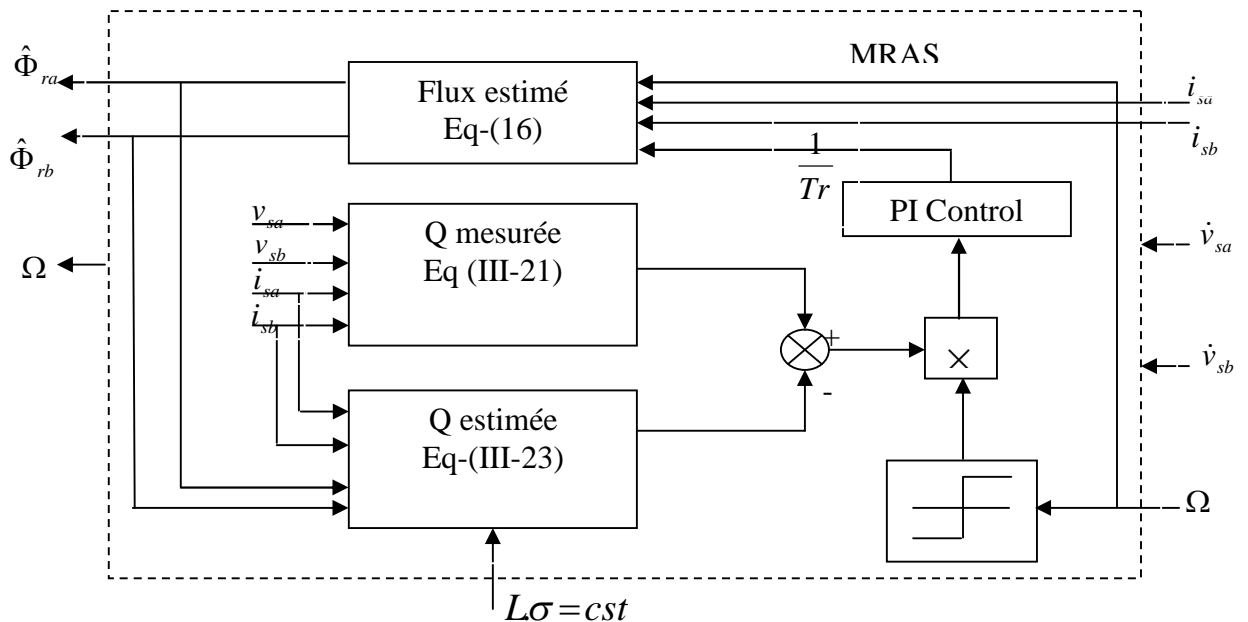 MRAS
Φ̂ra
Flux estimé
Eq-(16)
isa
isb
Φ̂rb
1
Tr
PI Control
vsa
Q mesurée
vsb
Eq (III-21)
isa
isb
Ω
v̇sa
+
×
v̇sb
-
Q estimée
Eq-(III-23)
Ω
Lσ=cst